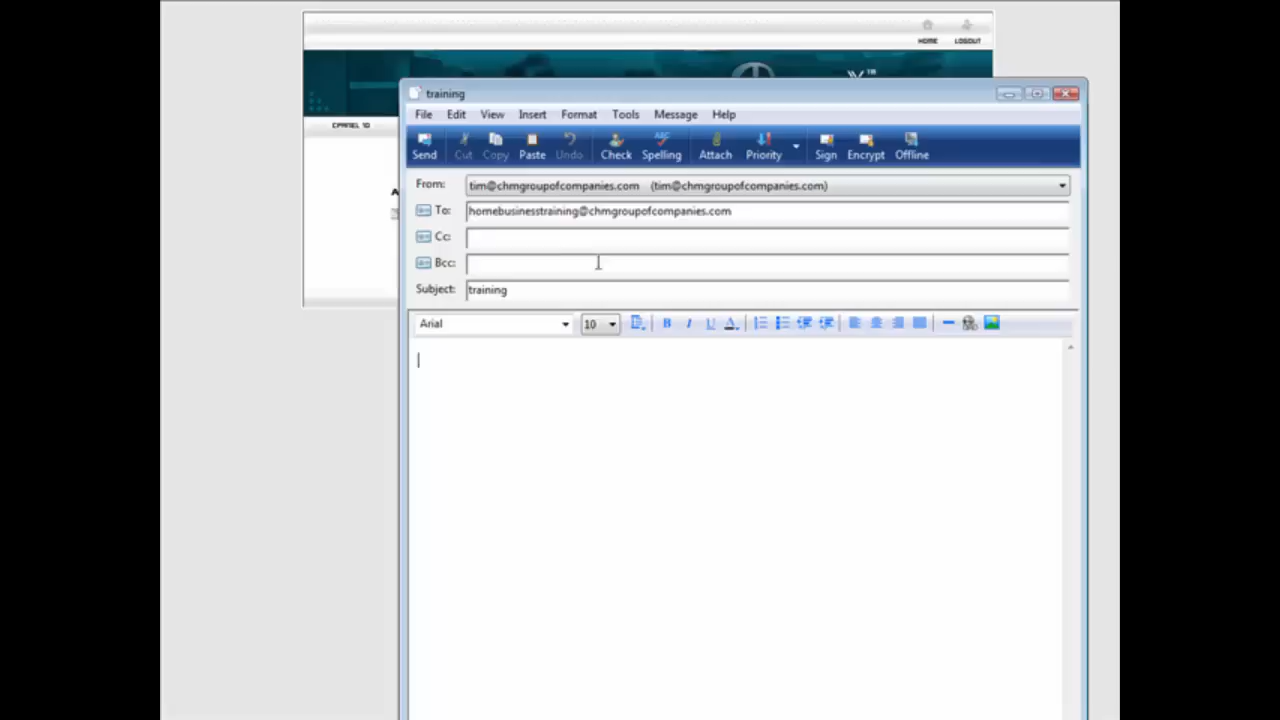 HOME LOGOUT
training
File Edit View Insert Format Tools Message Help
Send Cut Copy Paste Undo Check Spelling Attach Priority Sign Encrypt Offline
From: tim@chmgroupofcompanies.com (tim@chmgroupofcompanies.com)
To: homebusinesstraining@chmgroupofcompanies.com
Cc:
Bcc:
Subject: training
Arial 10 B I U A